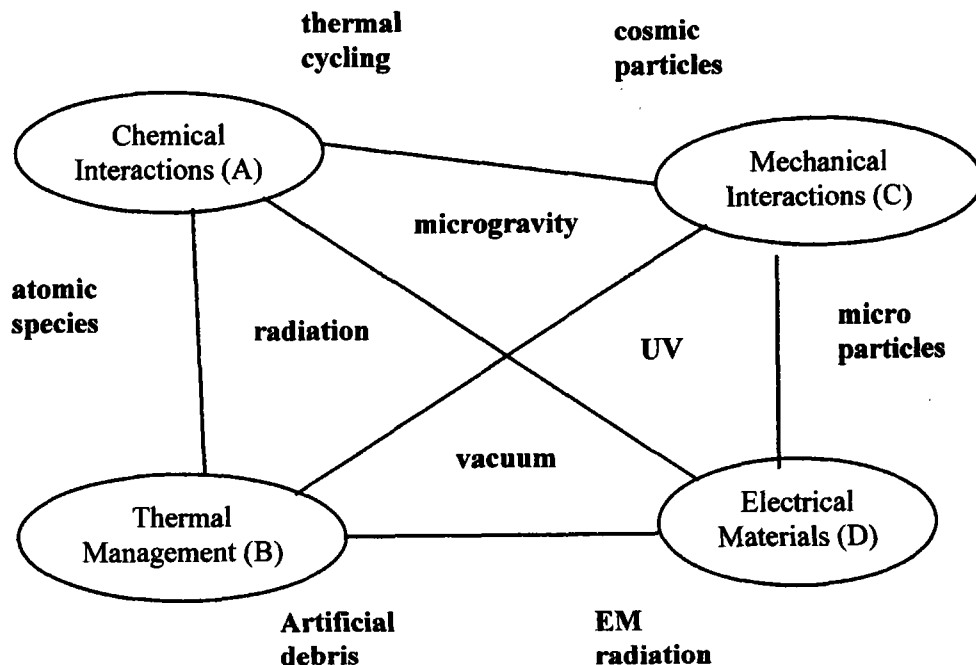 thermal
cycling
cosmic
particles
Chemical
Interactions (A)
Mechanical
Interactions (C)
microgravity
atomic
species
radiation
UV
micro
particles
vacuum
Thermal
Management (B)
Electrical
Materials (D)
Artificial
debris
EM
radiation